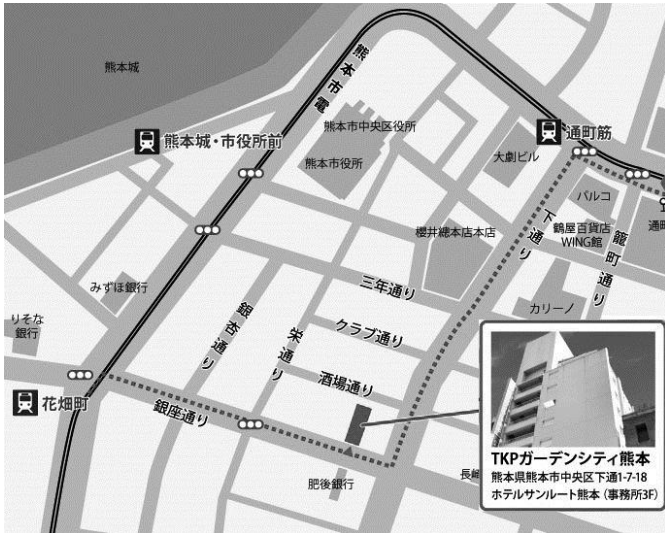 熊本城
熊本市電
熊本城・市役所前
熊本市中央区役所
熊本市役所
通町筋
大劇ビル
パルコ
通町
下通り
鶴屋百貨店
WING館
籠町通り
櫻井總本店本店
カリーノ
みずほ銀行
三年通り
銀杏通り
栄通り
クラブ通り
りそな
銀行
酒場通り
花畑町
銀座通り
肥後銀行
長崎
TKPガーデンシティ熊本
熊本県熊本市中央区下通1-7-18
ホテルサンルート熊本（事務所3F）